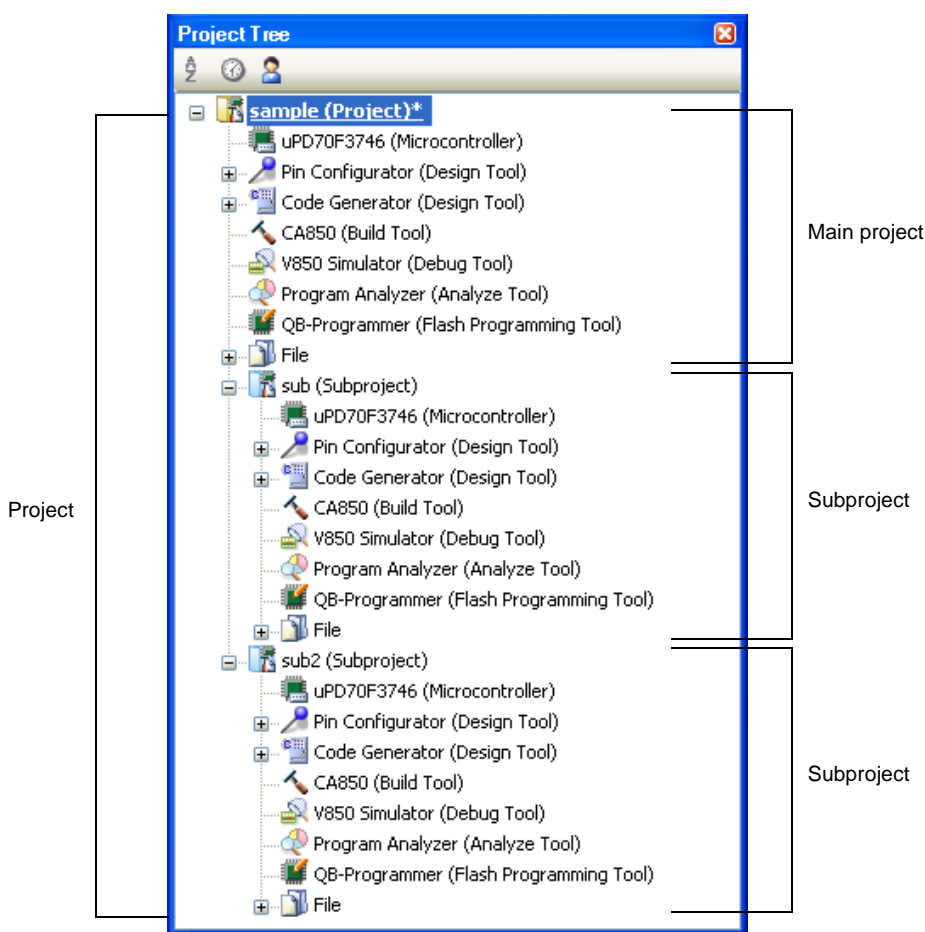 Project Tree
sample (Project)*
uPD70F3746 (Microcontroller)
Pin Configurator (Design Tool)
Code Generator (Design Tool)
CA850 (Build Tool)
V850 Simulator (Debug Tool)
Program Analyzer (Analyze Tool)
QB-Programmer (Flash Programming Tool)
File
Main project
sub (Subproject)
uPD70F3746 (Microcontroller)
Pin Configurator (Design Tool)
Code Generator (Design Tool)
CA850 (Build Tool)
V850 Simulator (Debug Tool)
Program Analyzer (Analyze Tool)
QB-Programmer (Flash Programming Tool)
File
Subproject
Project
sub2 (Subproject)
uPD70F3746 (Microcontroller)
Pin Configurator (Design Tool)
Code Generator (Design Tool)
CA850 (Build Tool)
V850 Simulator (Debug Tool)
Program Analyzer (Analyze Tool)
QB-Programmer (Flash Programming Tool)
File
Subproject